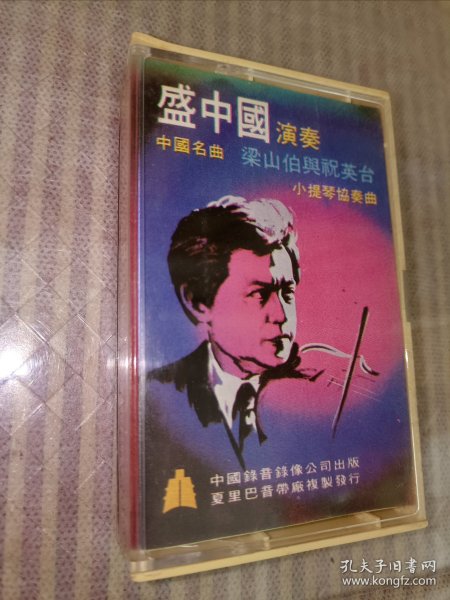 盛中國 演奏
中國名曲 梁山伯與祝英台
小提琴協奏曲
中國錄音錄像公司出版
夏里巴音帶廠複製發行
孔夫子旧书网
www.kongfz.com